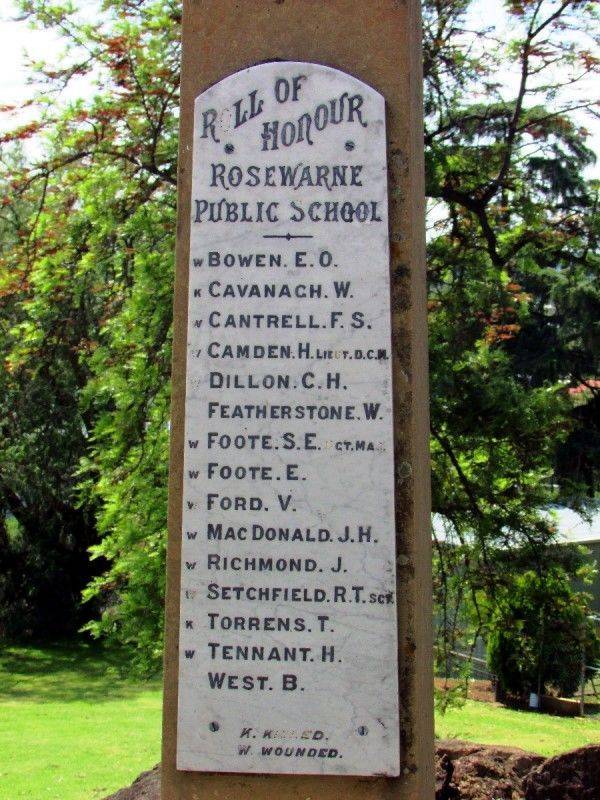 ROLL OF
HONOUR
ROSEWARNE
PUBLIC SCHOOL
W BOWEN. E. O.
K CAVANAGH. W.
W CANTRELL. F. S.
W CAMDEN. H. LIEUT. D.C.M.
DILLON. C. H.
FEATHERSTONE. W.
W FOOTE. S. E. SGT. MAJ.
W FOOTE. E.
FORD. V.
W MACDONALD. J. H.
W RICHMOND. J.
SETCHFIELD. R. T. SGT.
K TORRENS. T.
W TENNANT. H.
WEST. B.
K. KILLED.
W. WOUNDED.